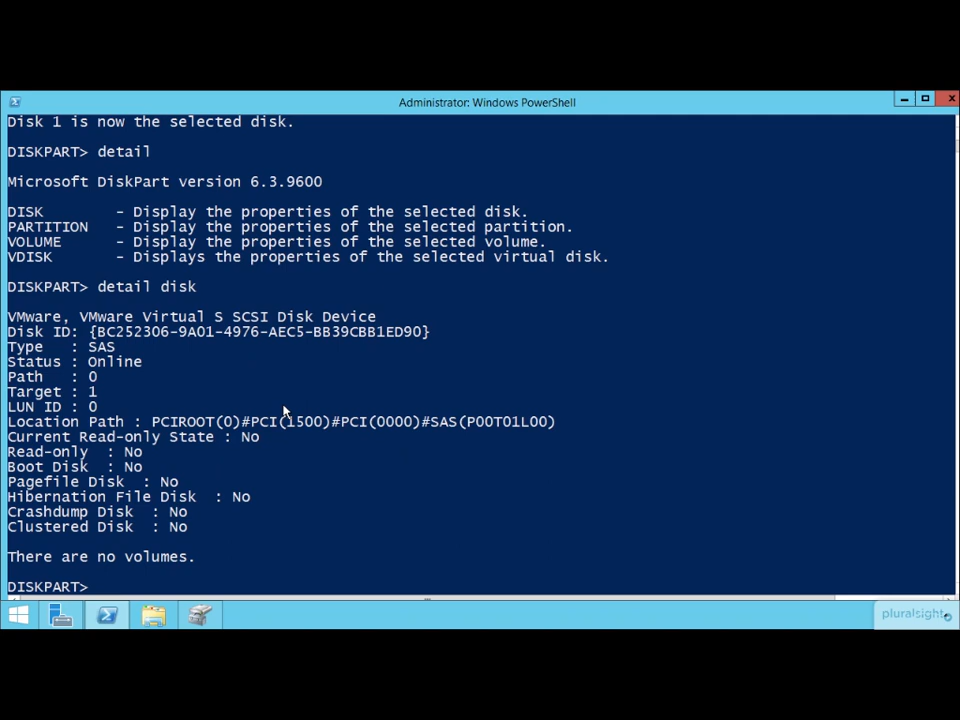 Administrator: Windows PowerShell
Disk 1 is now the selected disk.
DISKPART> detail
Microsoft DiskPart version 6.3.9600
DISK        - Display the properties of the selected disk.
PARTITION   - Display the properties of the selected partition.
VOLUME      - Display the properties of the selected volume.
VDISK       - Displays the properties of the selected virtual disk.
DISKPART> detail disk
VMware, VMware Virtual S SCSI Disk Device
Disk ID: {BC252306-9A01-4976-AEC5-BB39CBB1ED90}
Type   : SAS
Status : Online
Path   : 0
Target : 1
LUN ID : 0
Location Path : PCIROOT(0)#PCI(1500)#PCI(0000)#SAS(P00T01L00)
Current Read-only State : No
Read-only  : No
Boot Disk  : No
Pagefile Disk  : No
Hibernation File Disk  : No
Crashdump Disk  : No
Clustered Disk  : No
There are no volumes.
DISKPART>
pluralsight